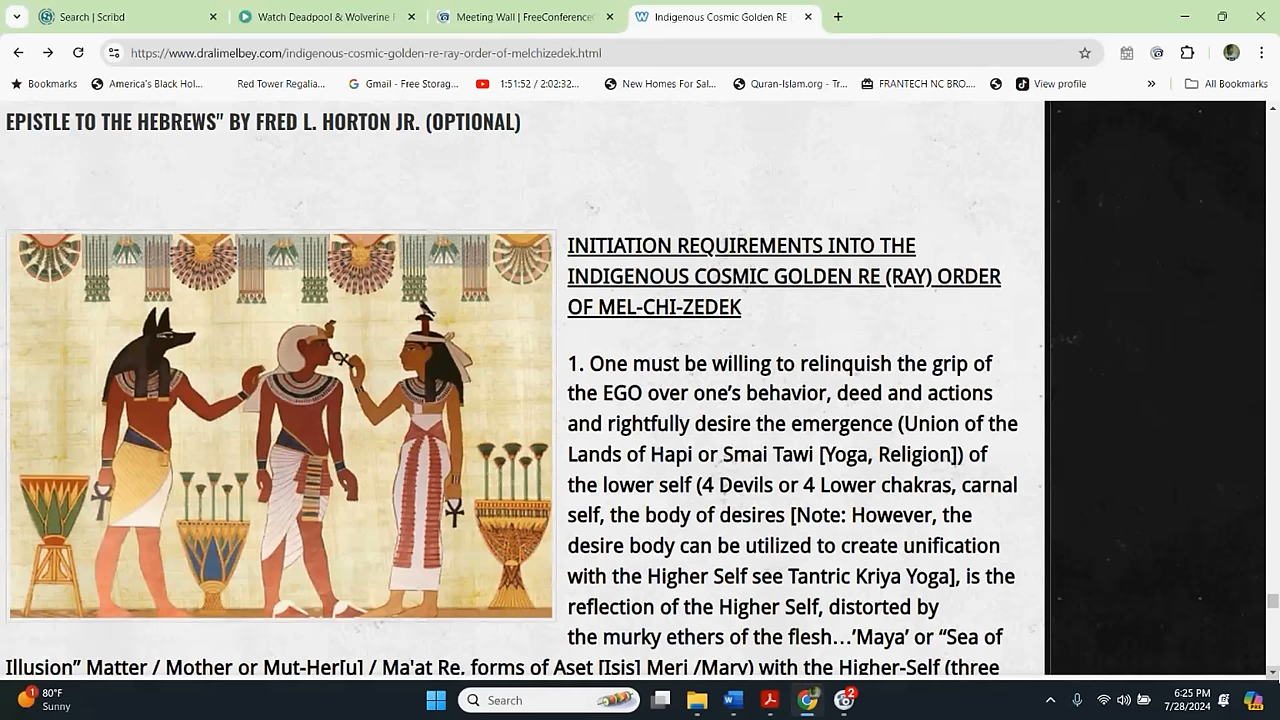 Search | Scribd
Watch Deadpool & Wolverine F
Meeting Wall | FreeConference
Indigenous Cosmic Golden RE (
https://www.dralimelbey.com/indigenous-cosmic-golden-re-ray-order-of-melchizedek.html
Bookmarks
America's Black Hol...
Red Tower Regalia...
Gmail - Free Storag...
1:51:52 / 2:02:32...
New Homes For Sal...
Quran-Islam.org - Tr...
FRANTECH NC BRO....
View profile
»
All Bookmarks
EPISTLE TO THE HEBREWS" BY FRED L. HORTON JR. (OPTIONAL)
INITIATION REQUIREMENTS INTO THE
INDIGENOUS COSMIC GOLDEN RE (RAY) ORDER
OF MEL-CHI-ZEDEK
1. One must be willing to relinquish the grip of
the EGO over one’s behavior, deed and actions
and rightfully desire the emergence (Union of the
Lands of Hapi or Smai Tawi [Yoga, Religion]) of
the lower self (4 Devils or 4 Lower chakras, carnal
self, the body of desires [Note: However, the
desire body can be utilized to create unification
with the Higher Self see Tantric Kriya Yoga], is the
reflection of the Higher Self, distorted by
the murky ethers of the flesh…’Maya’ or “Sea of
Illusion” Matter / Mother or Mut-Her[u] / Ma'at Re, forms of Aset [Isis] Meri /Mary) with the Higher-Self (three
1
80°F
Sunny
Search
2
6:25 PM
7/28/2024